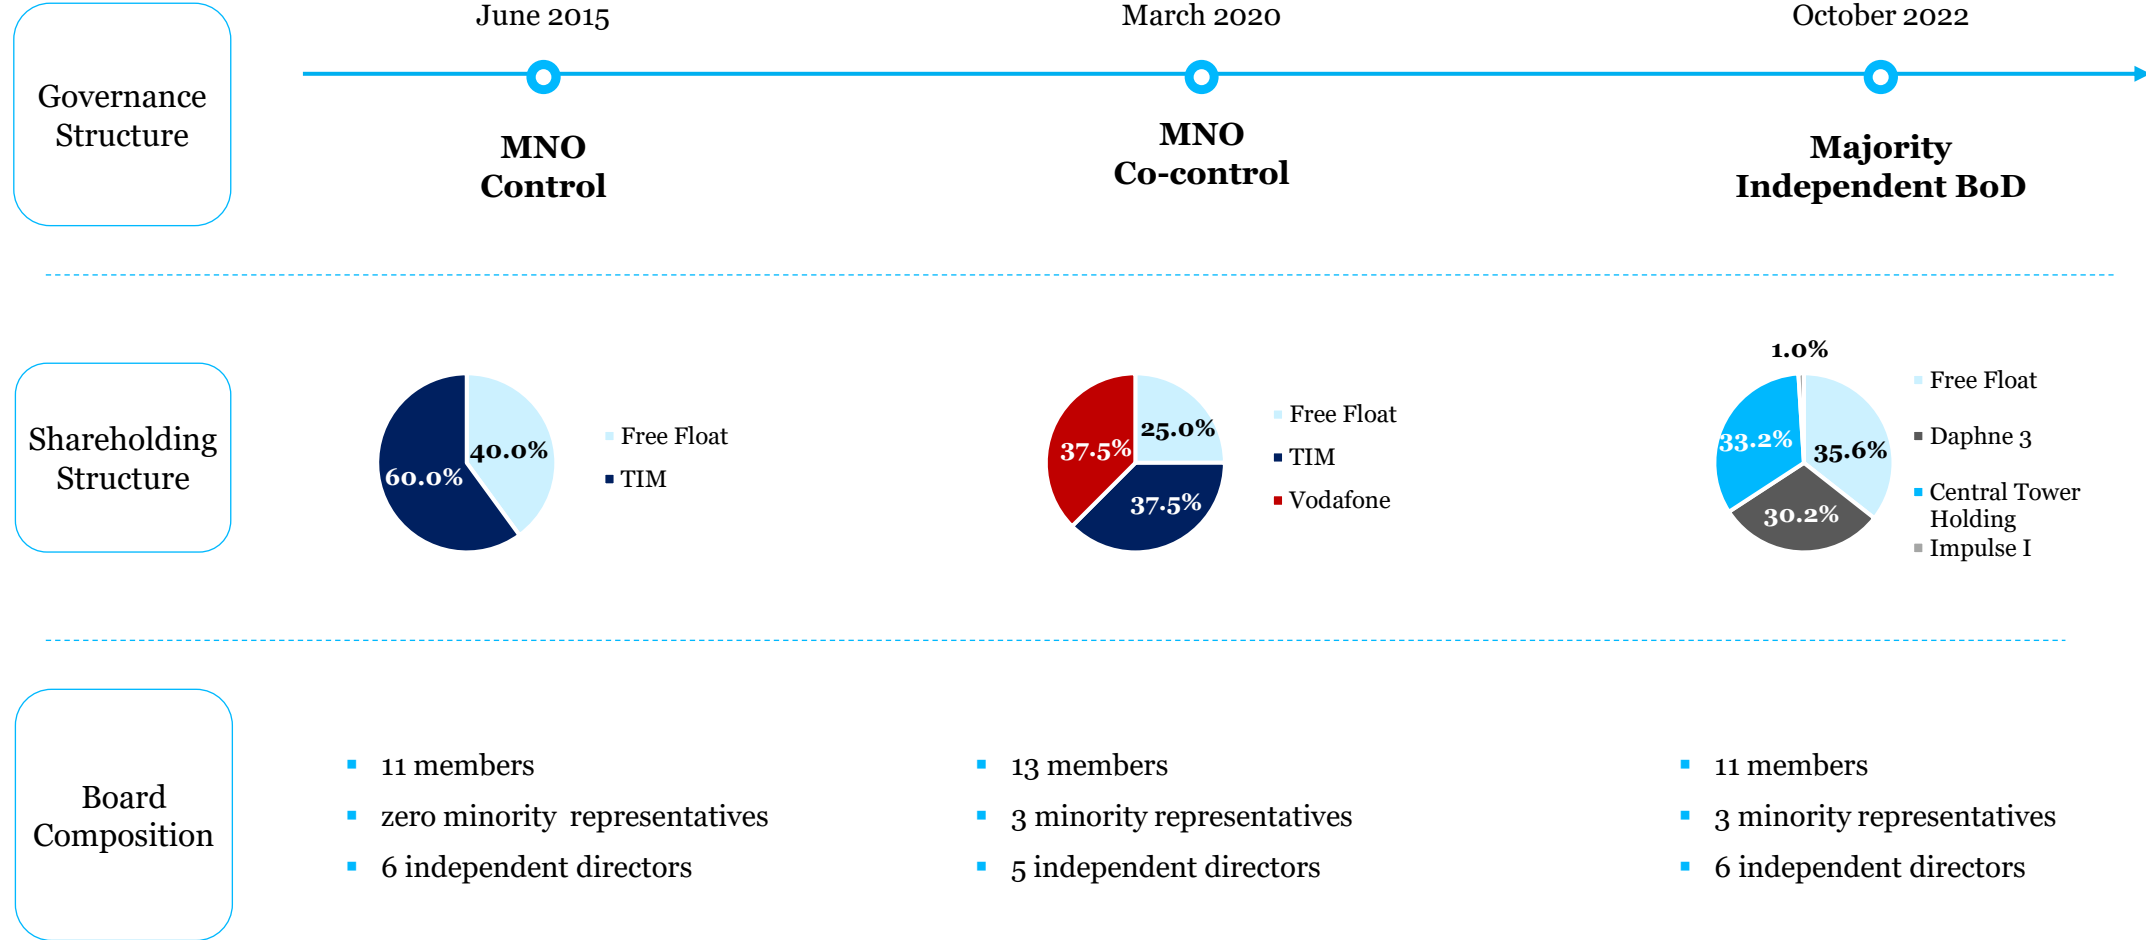 June 2015
March 2020
October 2022
Governance
Structure
MNO
Control
MNO
Co-control
Majority
Independent BoD
Shareholding
Structure
40.0%
60.0%
Free Float
TIM
25.0%
37.5%
37.5%
Free Float
TIM
Vodafone
1.0%
33.2%
35.6%
30.2%
Free Float
Daphne 3
Central Tower
Holding
Impulse I
Board
Composition
▪ 11 members
▪ zero minority representatives
▪ 6 independent directors
▪ 13 members
▪ 3 minority representatives
▪ 5 independent directors
▪ 11 members
▪ 3 minority representatives
▪ 6 independent directors